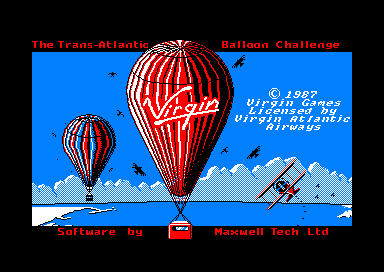 The Trans-Atlantic Balloon Challenge
Virgin
© 1987
Virgin Games
Licensed by
Virgin Atlantic
Airways
Software by Maxwell Tech Ltd